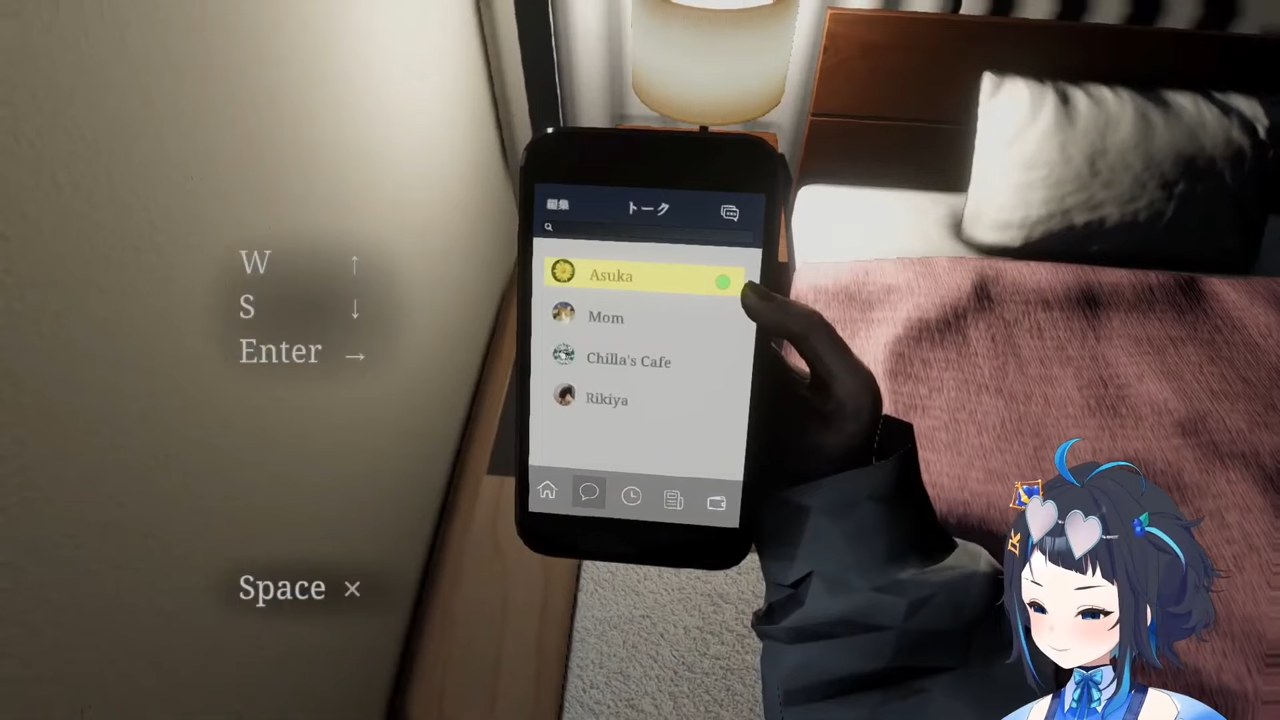 編集 トーク
Asuka
Mom
Chilla's Cafe
Rikiya
W ↑
S ↓
Enter →
Space ×